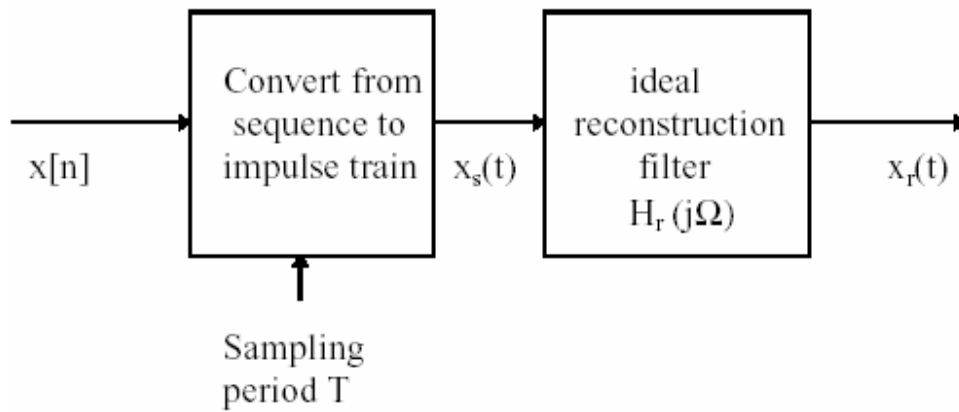 Convert from
sequence to
impulse train
ideal
reconstruction
filter
Hr (jΩ)
x[n]
xs(t)
xr(t)
Sampling
period T